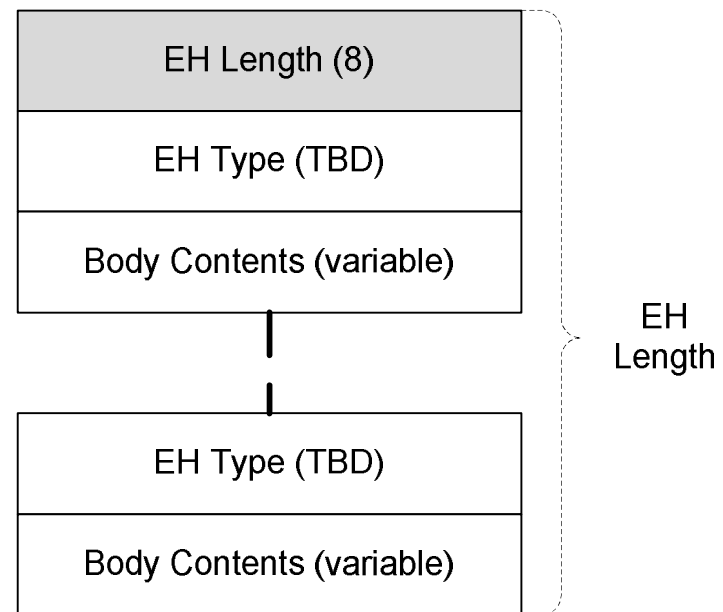 EH Length (8)
EH Type (TBD)
Body Contents (variable)
EH
Length
EH Type (TBD)
Body Contents (variable)